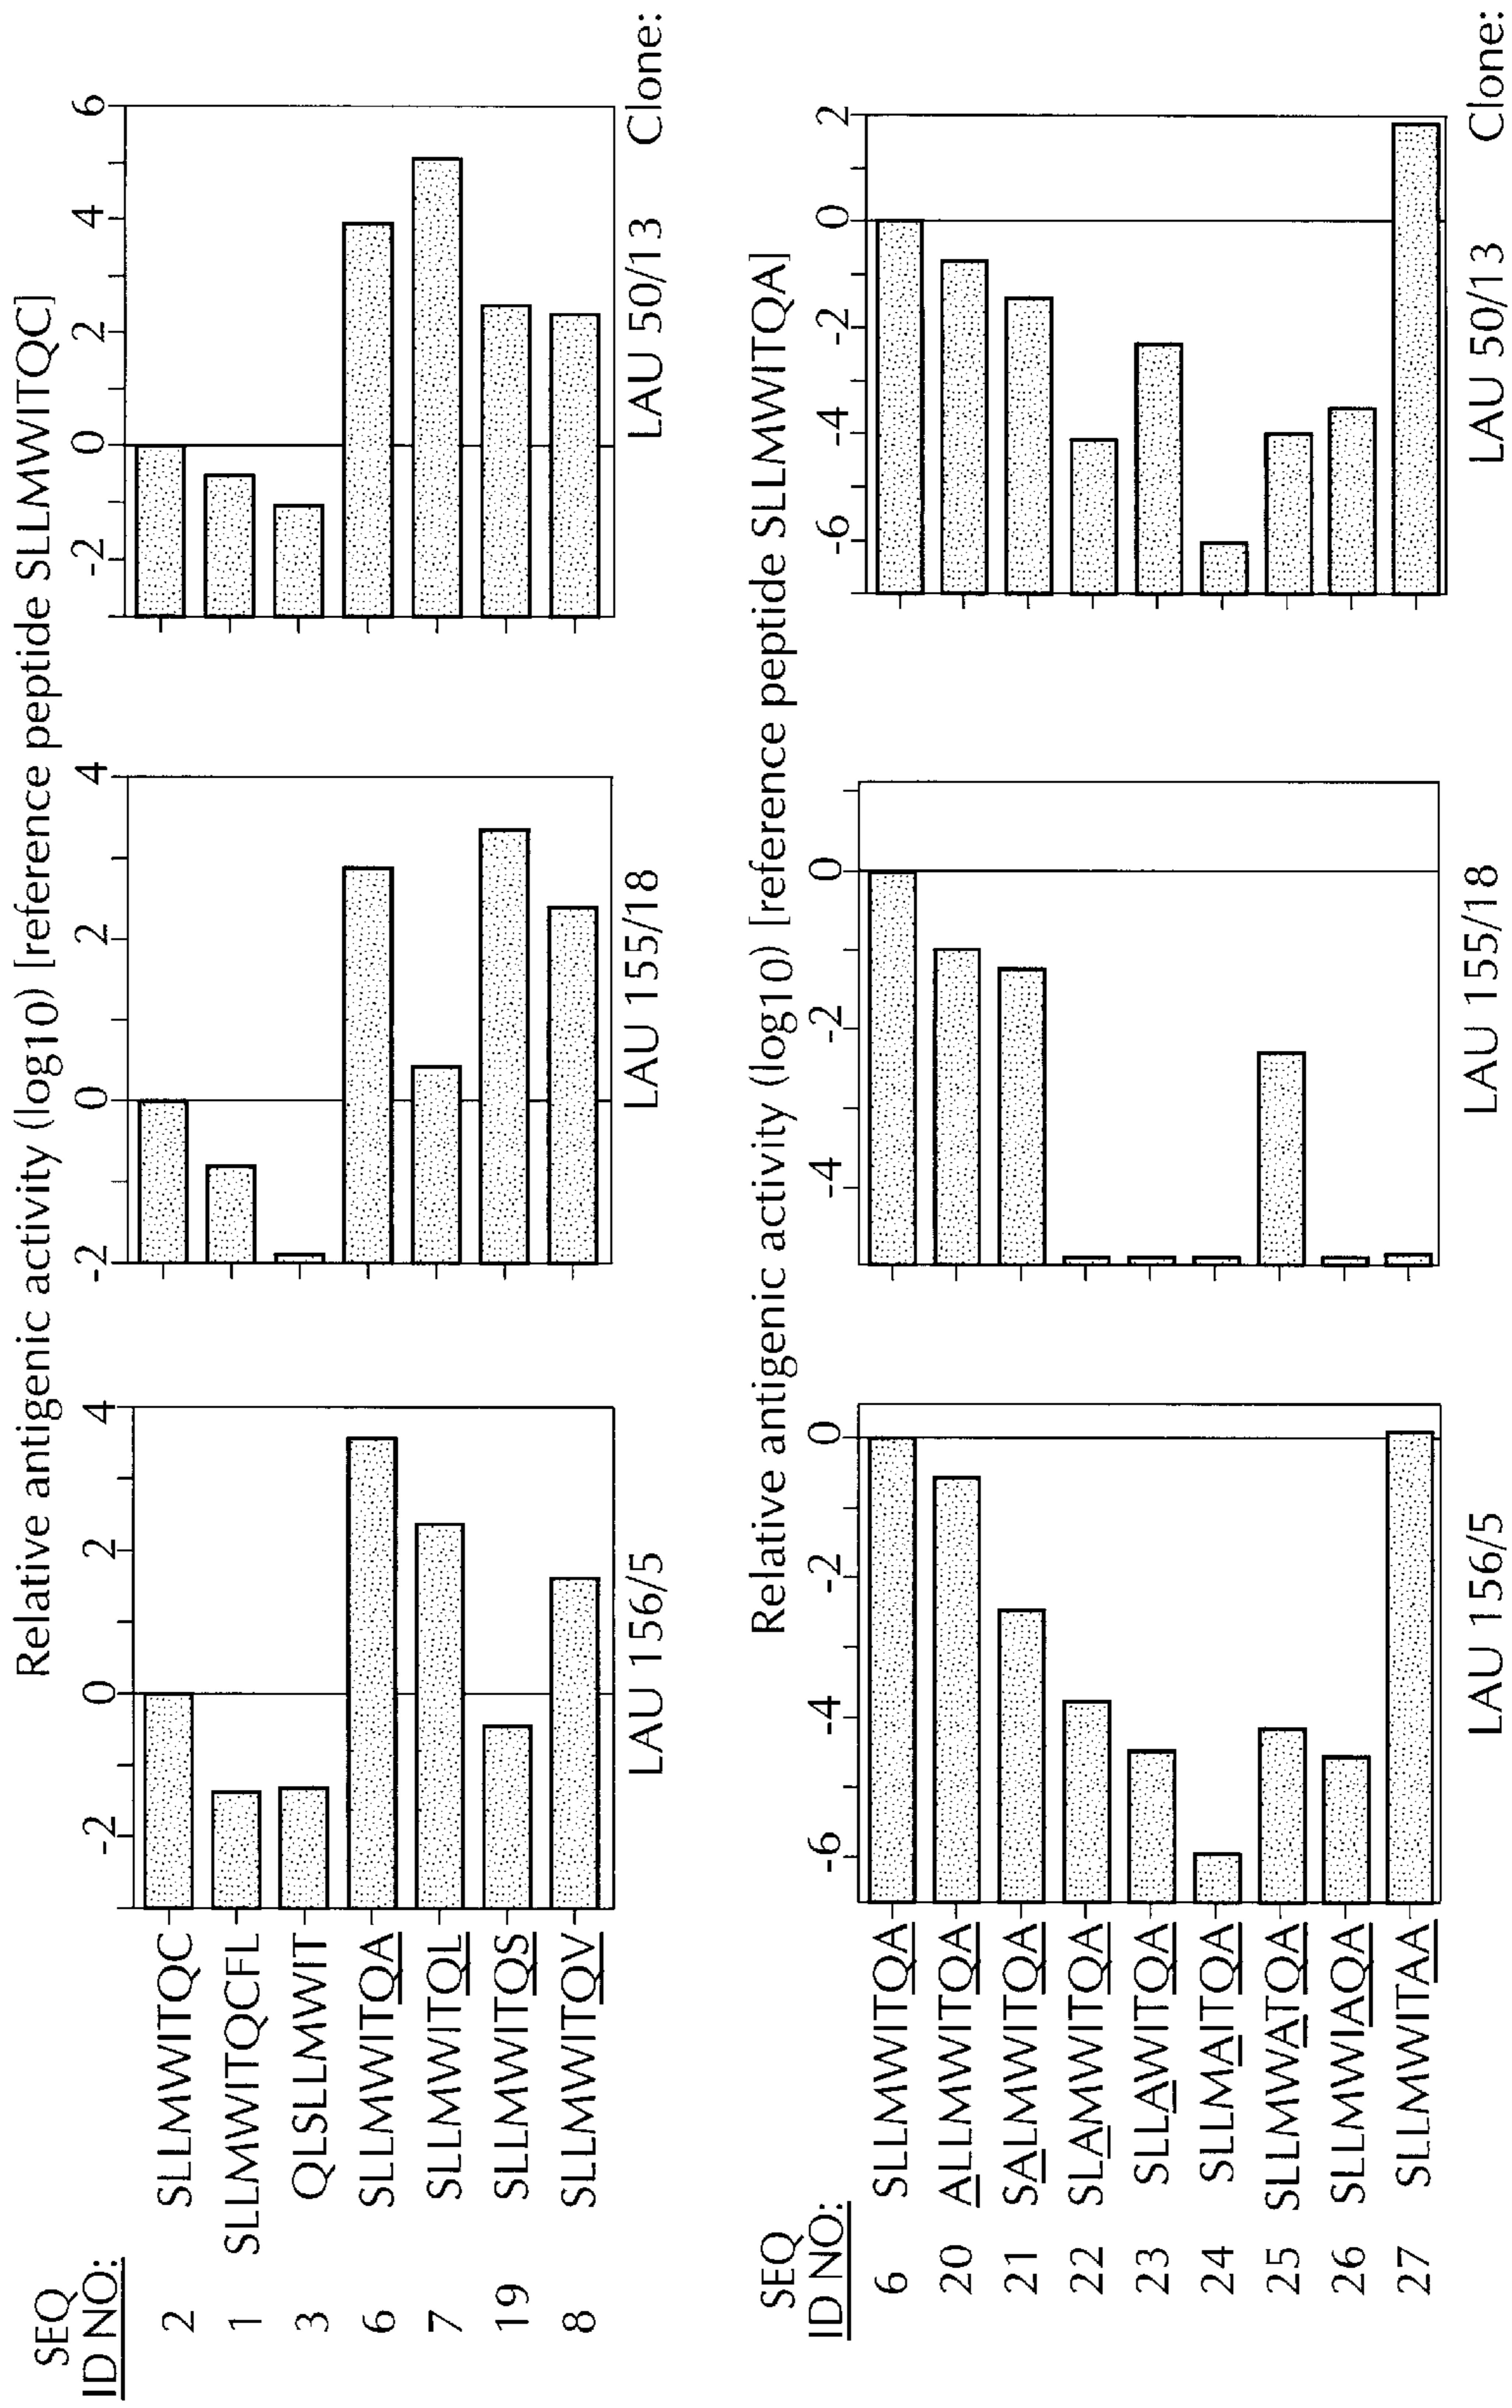 Relative antigenic activity (log10) [reference peptide SLLMWITQC]
SEQ
ID NO:
-2 0 2 4
-2 0 2 4
-2 0 2 4 6
2 SLLMWITQC
1 SLLMWITQCFL
3 QLSLLMWIT
6 SLLMWITQA
7 SLLMWITQL
19 SLLMWITQS
8 SLLMWITQV
LAU 156/5 LAU 155/18 LAU 50/13 Clone:
Relative antigenic activity (log10) [reference peptide SLLMWITQA]
SEQ
ID NO:
-6 -4 -2 0
-4 -2 0
-6 -4 -2 0 2
6 SLLMWITQA
20 ALLMWITQA
21 SALMWITQA
22 SLAMWITQA
23 SLLAWITQA
24 SLLMAITQA
25 SLLMWATQA
26 SLLMWIAQA
27 SLLMWITAA
LAU 156/5 LAU 155/18 LAU 50/13 Clone: